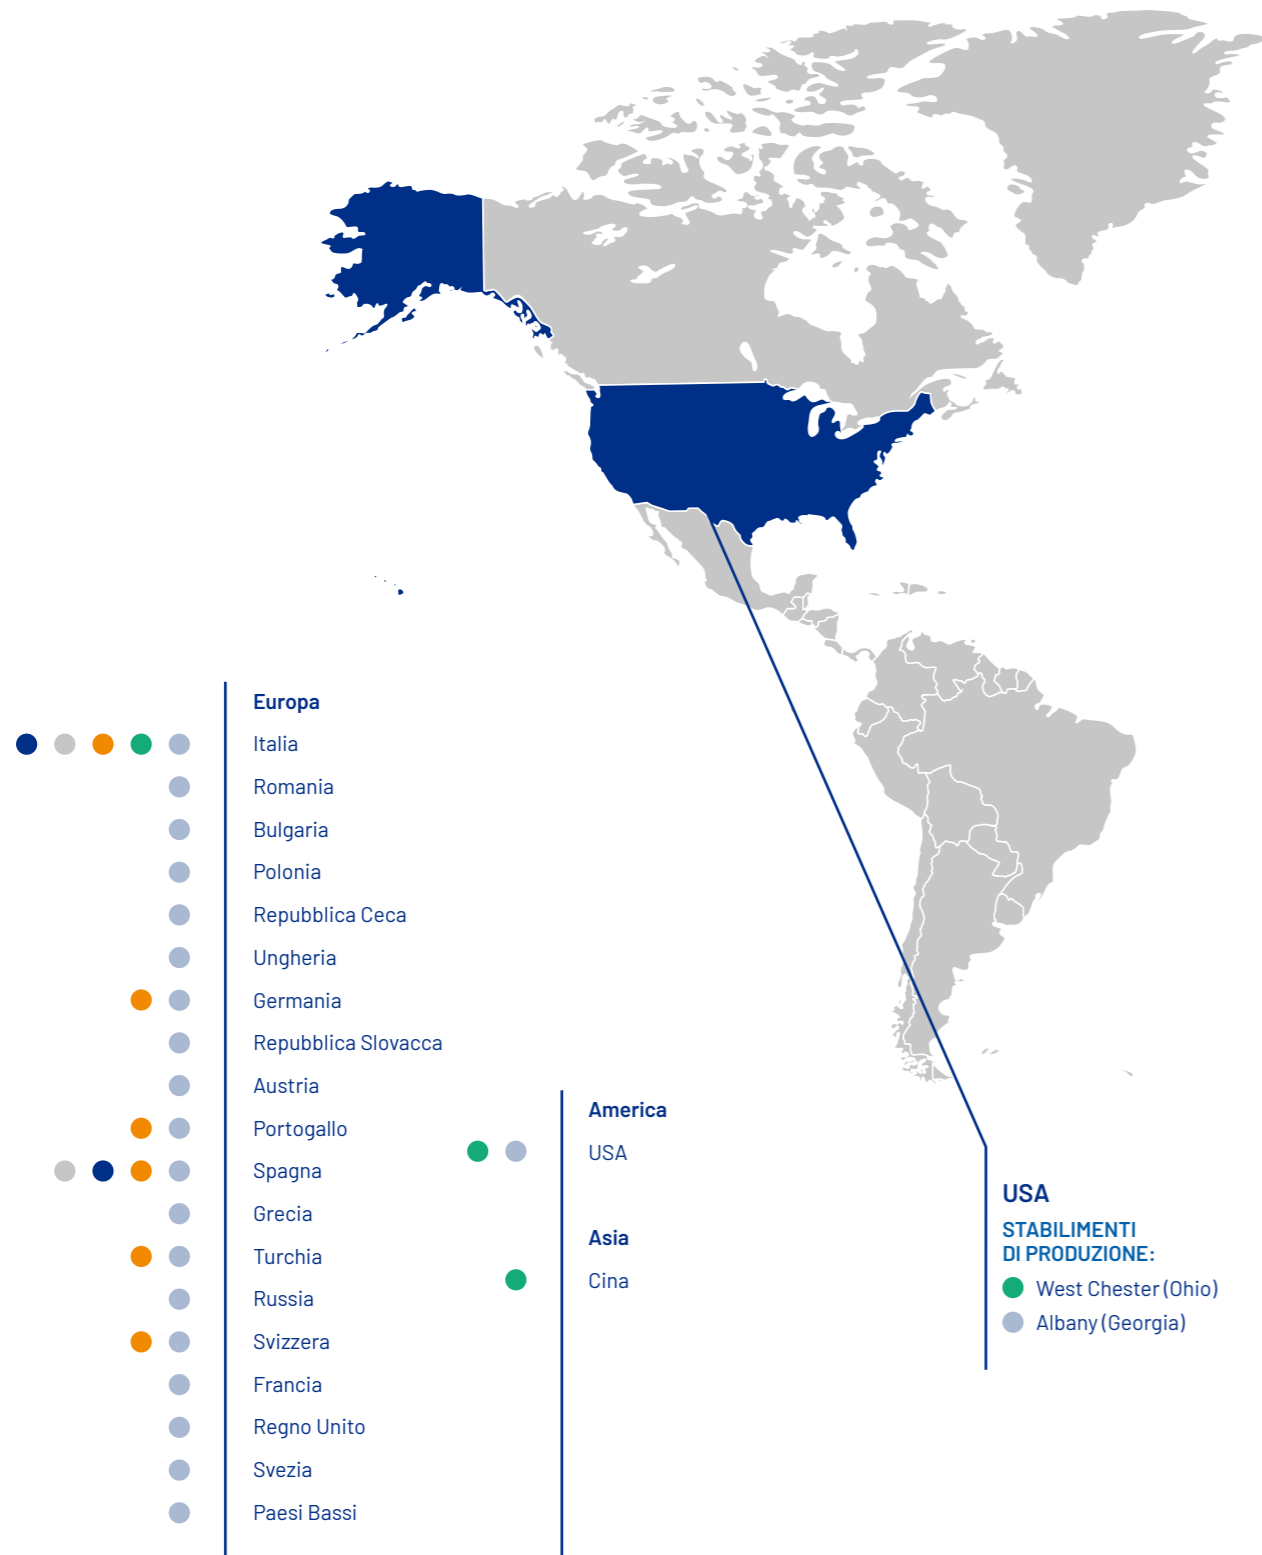 Europa
Italia
Romania
Bulgaria
Polonia
Repubblica Ceca
Ungheria
Germania
Repubblica Slovacca
Austria
Portogallo
Spagna
Grecia
Turchia
Russia
Svizzera
Francia
Regno Unito
Svezia
Paesi Bassi
America
USA
Asia
Cina
USA
STABILIMENTI
DI PRODUZIONE:
West Chester (Ohio)
Albany (Georgia)